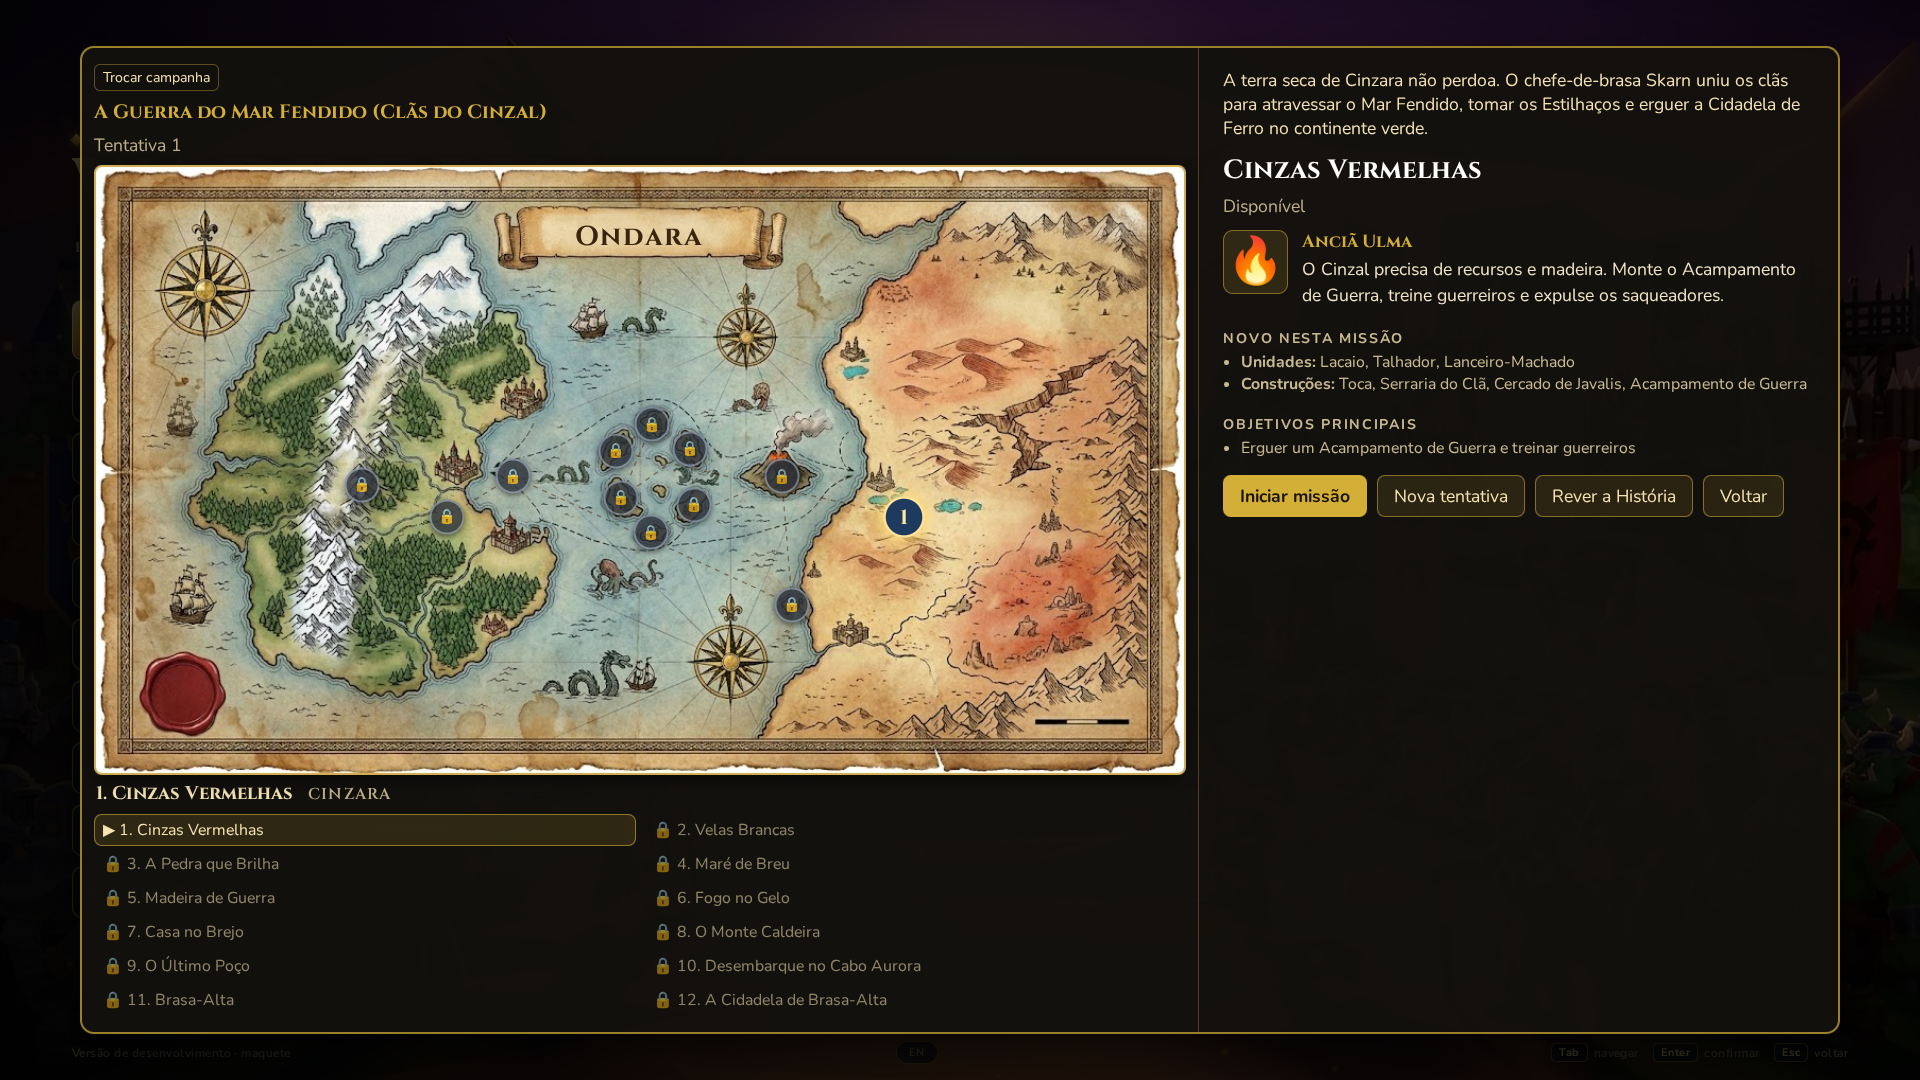 Trocar campanha
A Guerra do Mar Fendido (Clãs do Cinzal)
Tentativa 1
Ondara
1
1. Cinzas Vermelhas Cinzara
▶ 1. Cinzas Vermelhas
2. Velas Brancas
3. A Pedra que Brilha
4. Maré de Breu
5. Madeira de Guerra
6. Fogo no Gelo
7. Casa no Brejo
8. O Monte Caldeira
9. O Último Poço
10. Desembarque no Cabo Aurora
11. Brasa-Alta
12. A Cidadela de Brasa-Alta
A terra seca de Cinzara não perdoa. O chefe-de-brasa Skarn uniu os clãs
para atravessar o Mar Fendido, tomar os Estilhaços e erguer a Cidadela de
Ferro no continente verde.
Cinzas Vermelhas
Disponível
Anciã Ulma
O Cinzal precisa de recursos e madeira. Monte o Acampamento
de Guerra, treine guerreiros e expulse os saqueadores.
NOVO NESTA MISSÃO
• Unidades: Lacaio, Talhador, Lanceiro-Machado
• Construções: Toca, Serraria do Clã, Cercado de Javalis, Acampamento de Guerra
OBJETIVOS PRINCIPAIS
• Erguer um Acampamento de Guerra e treinar guerreiros
Iniciar missão
Nova tentativa
Rever a História
Voltar
Versão de desenvolvimento · maquete
EN
Tab navegar Enter confirmar Esc voltar